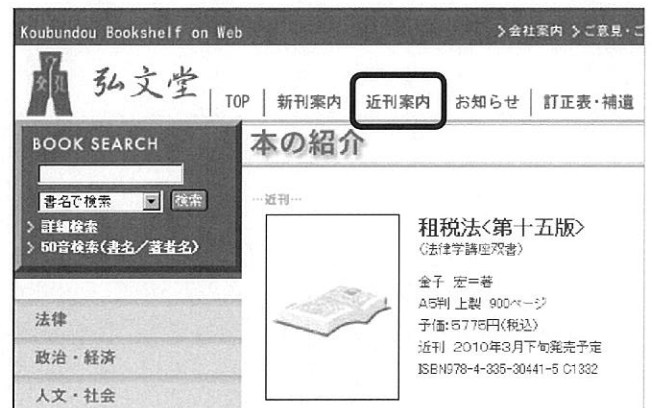 Koubundou Bookshelf on Web
>会社案内 >ご意見・ご
弘文堂
TOP | 新刊案内 近刊案内 お知らせ | 訂正表・補遺
BOOK SEARCH
書名で検索 検索
> 詳細検索
> 50音検索(書名/著者名)
法律
政治・経済
人文・社会
本の紹介
…近刊…
租税法<第十五版>
(法律学講座双書)
金子 宏=著
A5判 上製 900ページ
予価:5775円(税込)
近刊 2010年3月下旬発売予定
ISBN978-4-335-30441-5 C1332